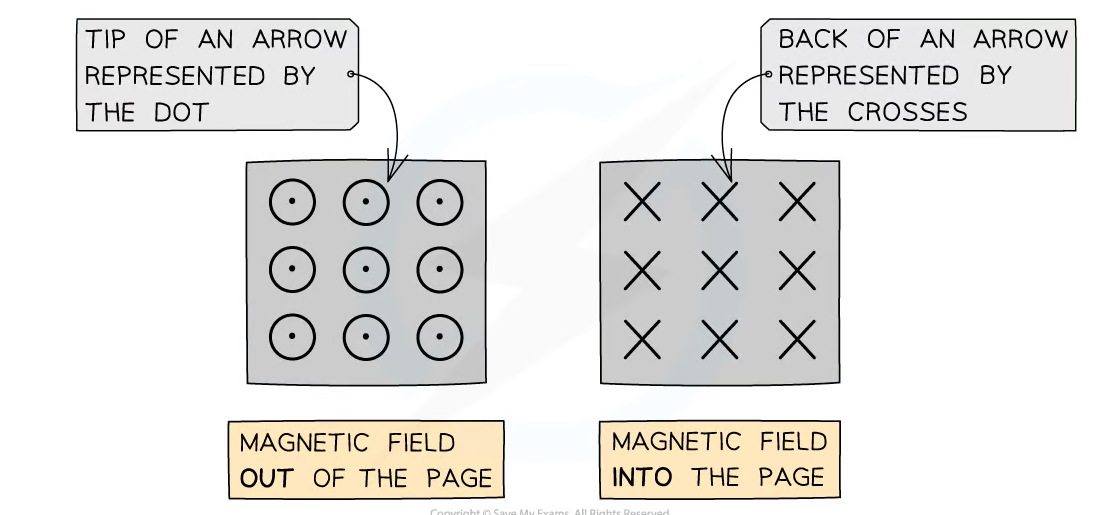 TIP OF AN ARROW
REPRESENTED BY
THE DOT
BACK OF AN ARROW
REPRESENTED BY
THE CROSSES
MAGNETIC FIELD
OUT OF THE PAGE
MAGNETIC FIELD
INTO THE PAGE
Copyright © Save My Exams. All Rights Reserved